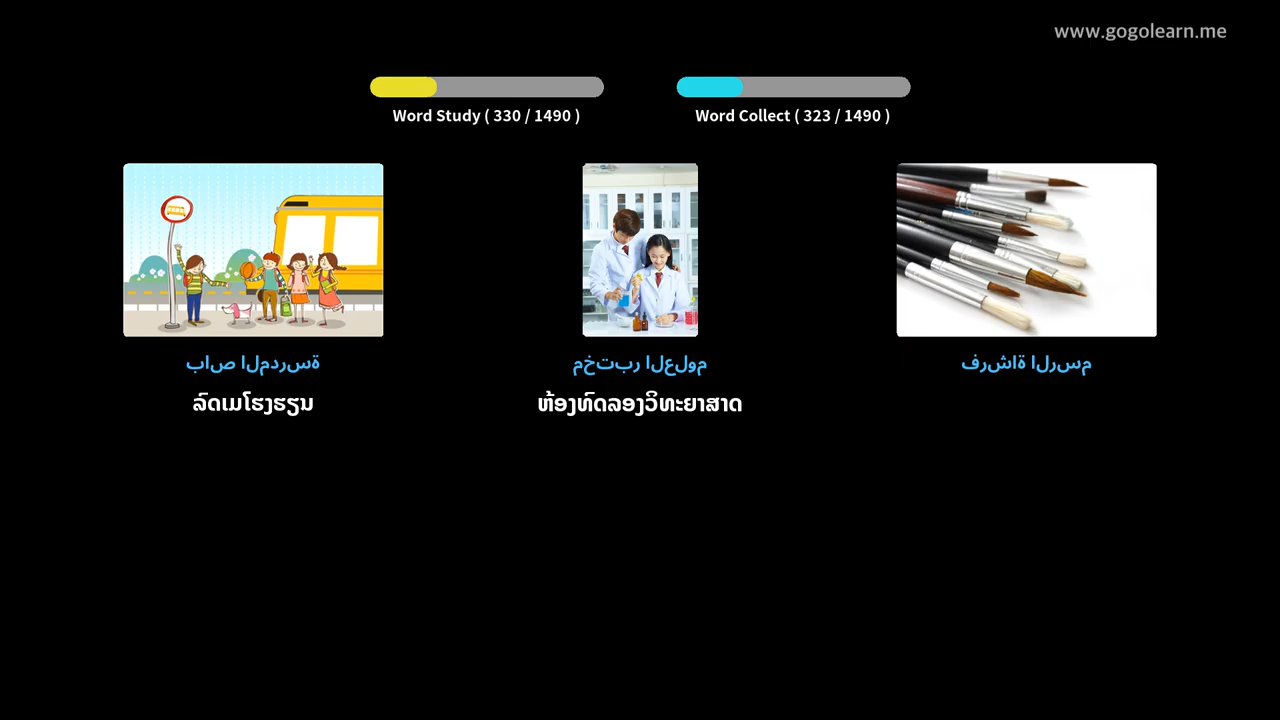 www.gogolearn.me
Word Study ( 330 / 1490 )
Word Collect ( 323 / 1490 )
باص المدرسة
مختبر العلوم
فرشاة الرسم
ລົດເມໂຮງຮຽນ
ຫ້ອງທົດລອງວິທະຍາສາດ